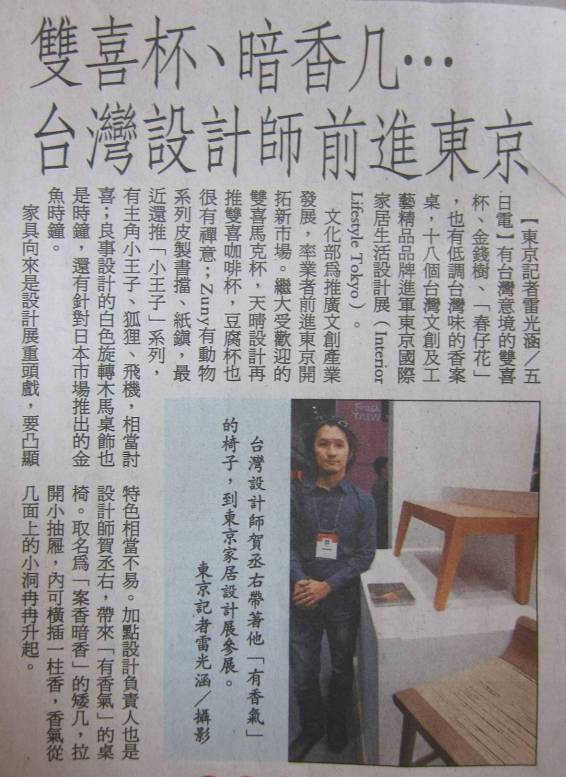 雙喜杯、暗香几…
台灣設計師前進東京
【東京記者雷光涵／五
日電】有台灣意境的雙喜
杯、金錢樹、「春仔花」
，也有低調台灣味的香案
桌，十八個台灣文創及工
藝精品品牌進軍東京國際
家居生活設計展（Interior
Lifestyle Tokyo）。
文化部為推廣文創產業
發展，率業者前進東京開
拓新市場。繼大受歡迎的
雙喜馬克杯，天晴設計再
推雙喜咖啡杯，豆腐杯也
很有禪意；Zuny有動物
系列皮製書擋、紙鎮，最
近還推「小王子」系列，
有主角小王子、狐狸、飛機，相當討
喜；良事設計的白色旋轉木馬桌飾也
是時鐘，還有針對日本市場推出的金
魚時鐘。
家具向來是設計展重頭戲，要凸顯
特色相當不易。加點設計負責人也是
設計師賀丞右，帶來「有香氣」的桌
椅。取名為「案香暗香」的矮几，拉
開小抽屜，內可橫插一柱香，香氣從
几面上的小洞冉冉升起。
台灣設計師賀丞右帶著他「有香氣」
的椅子，到東京家居設計展參展。
東京記者雷光涵／攝影
Fresh
TAIW